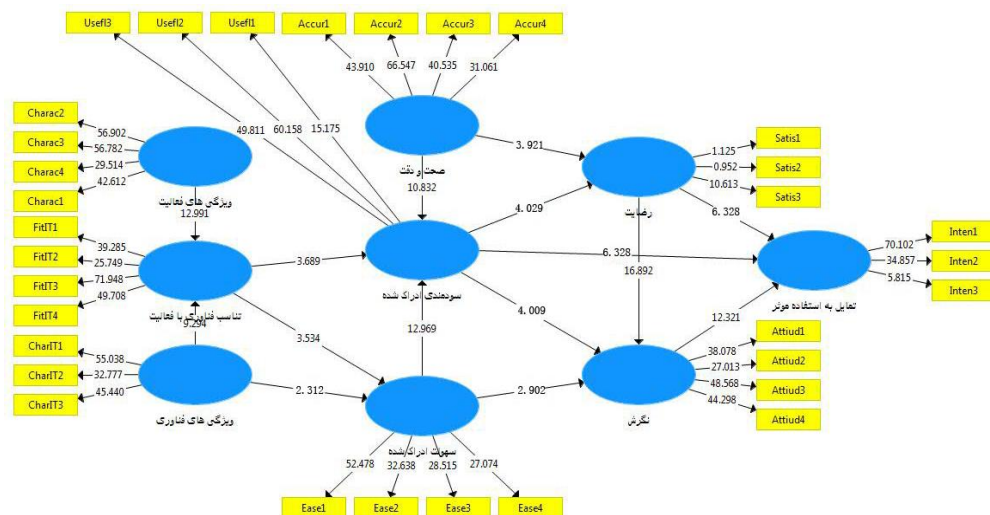 Usefl3
Usefl2
Usefl1
Accur1
Accur2
Accur3
Accur4
43.910
66.547
40.535
31.061
49.811
60.158
15.175
Charac2
Charac3
Charac4
Charac1
56.902
56.782
29.514
42.612
ویژگی های فعالیت
12.991
صحت و دقت
10.832
3.921
Satis1
Satis2
Satis3
1.125
0.952
10.613
رضایت
4.029
6.328
FitIT1
FitIT2
FitIT3
FitIT4
39.285
25.749
71.948
49.708
3.689
تناسب فناوری با فعالیت
9.294
سودمندی ادراک شده
6.328
16.892
70.102
34.857
5.815
Inten1
Inten2
Inten3
تمایل به استفاده موثر
3.534
12.969
4.009
12.321
CharIT1
CharIT2
CharIT3
55.038
32.777
45.440
ویژگی های فناوری
2.312
2.902
38.078
27.013
48.568
44.298
Attiud1
Attiud2
Attiud3
Attiud4
نگرش
سهولت ادراک شده
52.478
32.638
28.515
27.074
Ease1
Ease2
Ease3
Ease4